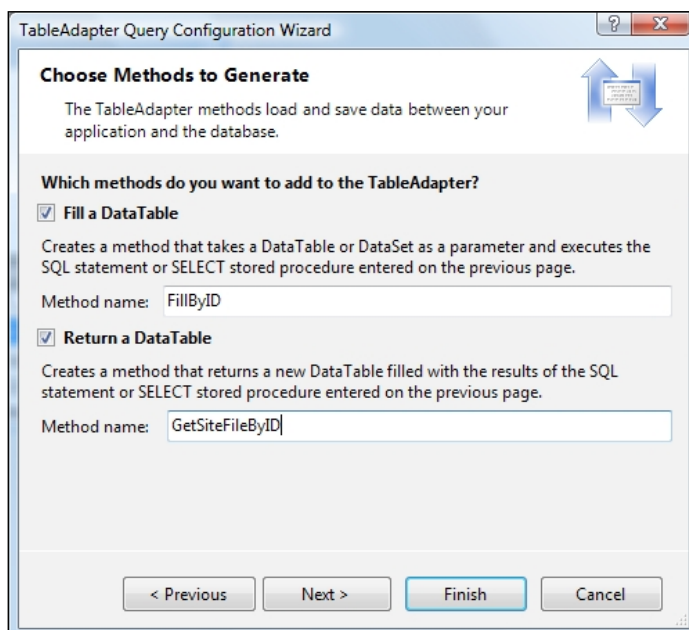 TableAdapter Query Configuration Wizard
?
Choose Methods to Generate
The TableAdapter methods load and save data between your
application and the database.
Which methods do you want to add to the TableAdapter?
Fill a DataTable
Creates a method that takes a DataTable or DataSet as a parameter and executes the
SQL statement or SELECT stored procedure entered on the previous page.
Method name: FillByID
Return a DataTable
Creates a method that returns a new DataTable filled with the results of the SQL
statement or SELECT stored procedure entered on the previous page.
Method name: GetSiteFileByID
< Previous Next > Finish Cancel